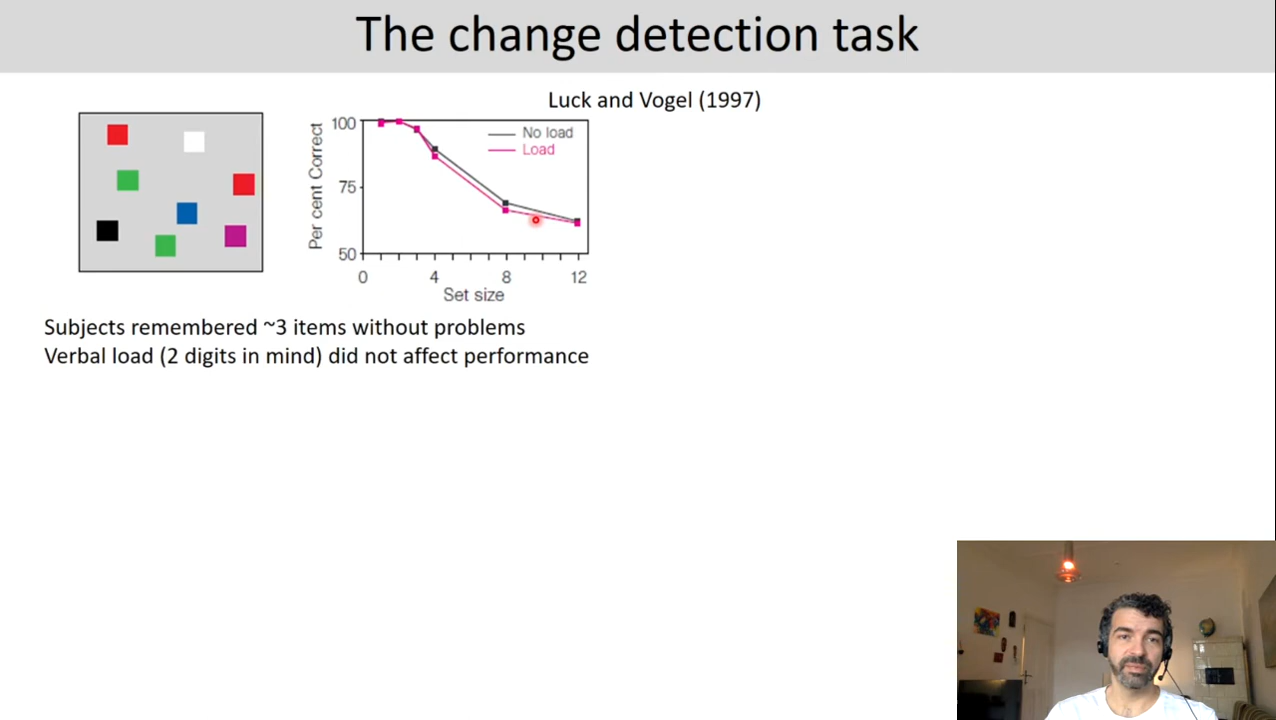 The change detection task
Luck and Vogel (1997)
Per cent Correct
100
75
50
No load
Load
0
4
8
12
Set size
Subjects remembered ~3 items without problems
Verbal load (2 digits in mind) did not affect performance